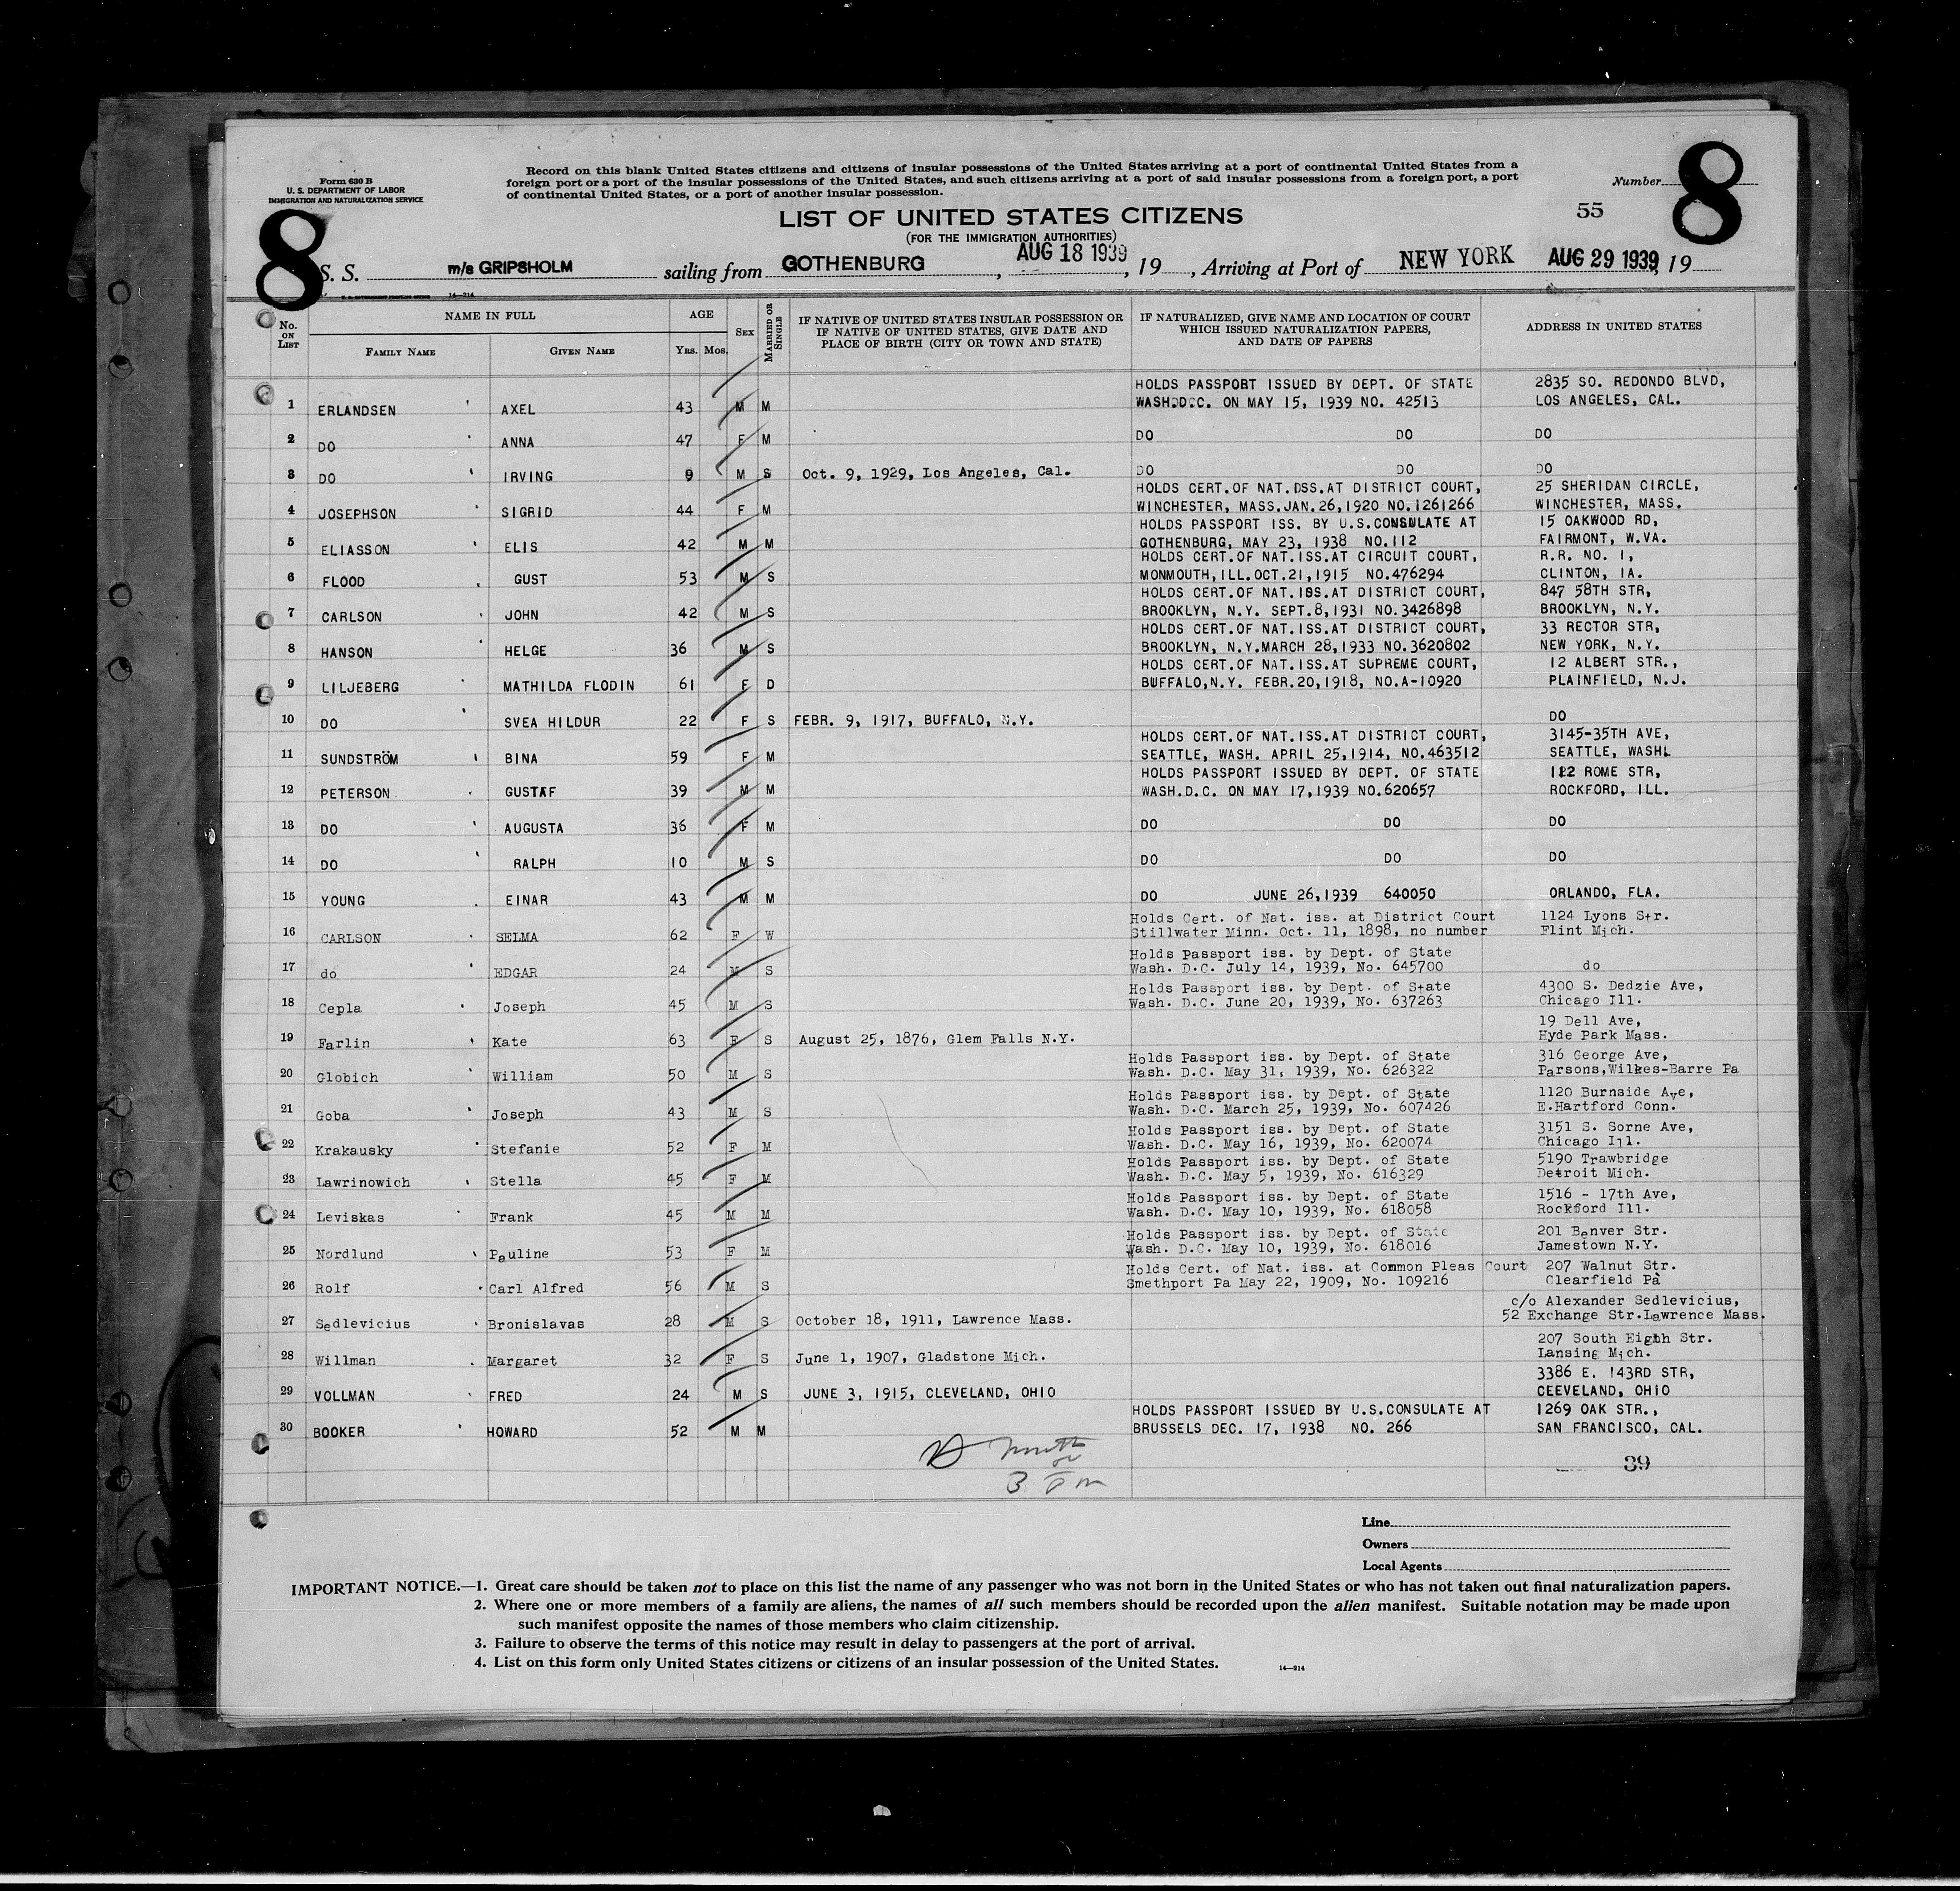 Form 630 B
U. S. DEPARTMENT OF LABOR
IMMIGRATION AND NATURALIZATION SERVICE
Record on this blank United States citizens and citizens of insular possessions of the United States arriving at a port of continental United States from a
foreign port or a port of the insular possessions of the United States, and such citizens arriving at a port of said insular possessions from a foreign port, a port
of continental United States, or a port of another insular possession.
Number
8
55
LIST OF UNITED STATES CITIZENS
(FOR THE IMMIGRATION AUTHORITIES)
8 S. S. m/s GRIPSHOLM sailing from GOTHENBURG, AUG 18 1939, 19, Arriving at Port of NEW YORK AUG 29 1939, 19
U. S. GOVERNMENT PRINTING OFFICE 14—214
No. ON LIST
NAME IN FULL
FAMILY NAME GIVEN NAME
AGE
YRS. MOS.
SEX
MARRIED OR SINGLE
IF NATIVE OF UNITED STATES INSULAR POSSESSION OR
IF NATIVE OF UNITED STATES, GIVE DATE AND
PLACE OF BIRTH (CITY OR TOWN AND STATE)
IF NATURALIZED, GIVE NAME AND LOCATION OF COURT
WHICH ISSUED NATURALIZATION PAPERS,
AND DATE OF PAPERS
ADDRESS IN UNITED STATES
HOLDS PASSPORT ISSUED BY DEPT. OF STATE 2835 SO. REDONDO BLVD,
1 ERLANDSEN AXEL 43 M M WASH.D.C. ON MAY 15, 1939 NO. 42513 LOS ANGELES, CAL.
2 DO ANNA 47 F M DO DO DO
3 DO IRVING 9 M S Oct. 9, 1929, Los Angeles, Cal. DO DO DO
HOLDS CERT.OF NAT.DSS.AT DISTRICT COURT, 25 SHERIDAN CIRCLE,
4 JOSEPHSON SIGRID 44 F M WINCHESTER, MASS.JAN.26,1920 NO.1261266 WINCHESTER, MASS.
HOLDS PASSPORT ISS. BY U.S.CONSULATE AT 15 OAKWOOD RD,
5 ELIASSON ELIS 42 M M GOTHENBURG, MAY 23, 1938 NO.112 FAIRMONT, W.VA.
HOLDS CERT.OF NAT.ISS.AT CIRCUIT COURT, R.R. NO. 1,
6 FLOOD GUST 53 M S MONMOUTH,ILL.OCT.21,1915 NO.476294 CLINTON, IA.
HOLDS CERT.OF NAT.ISS.AT DISTRICT COURT, 847 58TH STR,
7 CARLSON JOHN 42 M S BROOKLYN, N.Y. SEPT.8,1931 NO.3426898 BROOKLYN, N.Y.
HOLDS CERT.OF NAT.ISS.AT DISTRICT COURT, 33 RECTOR STR,
8 HANSON HELGE 36 M S BROOKLYN, N.Y.MARCH 28,1933 NO.3620802 NEW YORK, N.Y.
HOLDS CERT.OF NAT.ISS.AT SUPREME COURT, 12 ALBERT STR.,
9 LILJEBERG MATHILDA FLODIN 61 F D BUFFALO,N.Y. FEBR.20,1918, NO.A-10920 PLAINFIELD, N.J.
10 DO SVEA HILDUR 22 F S FEBR. 9, 1917, BUFFALO, N.Y. DO
HOLDS CERT.OF NAT.ISS.AT DISTRICT COURT, 3145-35TH AVE,
11 SUNDSTRÖM BINA 59 F M SEATTLE, WASH. APRIL 25,1914, NO.463512 SEATTLE, WASHL
HOLDS PASSPORT ISSUED BY DEPT. OF STATE 122 ROME STR,
12 PETERSON GUSTAF 39 M M WASH.D.C. ON MAY 17,1939 NO.620657 ROCKFORD, ILL.
13 DO AUGUSTA 36 F M DO DO DO
14 DO RALPH 10 M S DO DO DO
15 YOUNG EINAR 43 M M DO JUNE 26,1939 640050 ORLANDO, FLA.
Holds Cert. of Nat. iss. at District Court 1124 Lyons Str.
16 CARLSON SELMA 62 F W Stillwater Minn. Oct. 11, 1898, no number Flint Mich.
Holds Passport iss. by Dept. of State
17 do EDGAR 24 M S Wash. D.C. July 14, 1939, No. 645700 do
Holds Passport iss. by Dept. of State 4300 S. Dedzie Ave,
18 Cepla Joseph 45 M S Wash. D.C. June 20, 1939, No. 637263 Chicago Ill.
19 Dell Ave,
19 Farlin Kate 63 F S August 25, 1876, Glem Falls N.Y. Hyde Park Mass.
Holds Passport iss. by Dept. of State 316 George Ave,
20 Globich William 50 M S Wash. D.C. May 31, 1939, No. 626322 Parsons,Wilkes-Barre Pa
Holds Passport iss. by Dept. of State 1120 Burnside Ave,
21 Goba Joseph 43 M S Wash. D.C. March 25, 1939, No. 607426 E.Hartford Conn.
Holds Passport iss. by Dept. of State 3151 S. Sorne Ave,
22 Krakausky Stefanie 52 F M Wash. D.C. May 16, 1939, No. 620074 Chicago Ill.
Holds Passport iss. by Dept. of State 5190 Trawbridge
23 Lawrinowich Stella 45 F M Wash. D.C. May 5, 1939, No. 616329 Detroit Mich.
Holds Passport iss. by Dept. of State 1516 - 17th Ave,
24 Leviskas Frank 45 M M Wash. D.C. May 10, 1939, No. 618058 Rockford Ill.
Holds Passport iss. by Dept. of State 201 Benver Str.
25 Nordlund Pauline 53 F M Wash. D.C. May 10, 1939, No. 618016 Jamestown N.Y.
Holds Cert. of Nat. iss. at Common Pleas Court 207 Walnut Str.
26 Rolf Carl Alfred 56 M S Smethport Pa May 22, 1909, No. 109216 Clearfield Pa
c/o Alexander Sedlevicius,
27 Sedlevicius Bronislavas 28 M S October 18, 1911, Lawrence Mass. 52 Exchange Str.Lawrence Mass.
207 South Eighth Str.
28 Willman Margaret 32 F S June 1, 1907, Gladstone Mich. Lansing Mich.
3386 E. 143RD STR,
29 VOLLMAN FRED 24 M S JUNE 3, 1915, CLEVELAND, OHIO CEEVELAND, OHIO
HOLDS PASSPORT ISSUED BY U.S.CONSULATE AT 1269 OAK STR.,
30 BOOKER HOWARD 52 M M BRUSSELS DEC. 17, 1938 NO. 266 SAN FRANCISCO, CAL.
39
Line
Owners
Local Agents
IMPORTANT NOTICE.—1. Great care should be taken not to place on this list the name of any passenger who was not born in the United States or who has not taken out final naturalization papers.
2. Where one or more members of a family are aliens, the names of all such members should be recorded upon the alien manifest. Suitable notation may be made upon
such manifest opposite the names of those members who claim citizenship.
3. Failure to observe the terms of this notice may result in delay to passengers at the port of arrival.
4. List on this form only United States citizens or citizens of an insular possession of the United States.
14—214